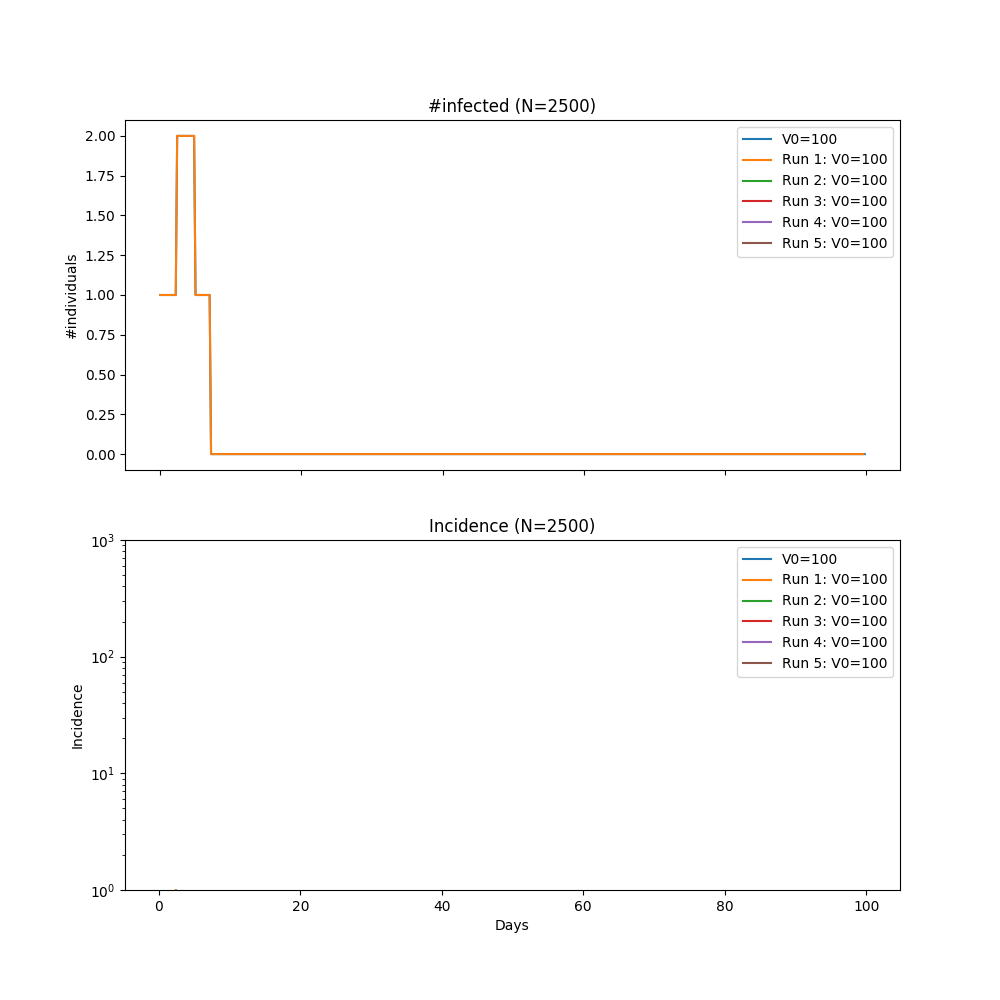 #infected (N=2500)
2.00
1.75
1.50
1.25
1.00
0.75
0.50
0.25
0.00
#individuals
V0=100
Run 1: V0=100
Run 2: V0=100
Run 3: V0=100
Run 4: V0=100
Run 5: V0=100
Incidence (N=2500)
10³
10²
10¹
10⁰
Incidence
V0=100
Run 1: V0=100
Run 2: V0=100
Run 3: V0=100
Run 4: V0=100
Run 5: V0=100
0 20 40 60 80 100
Days